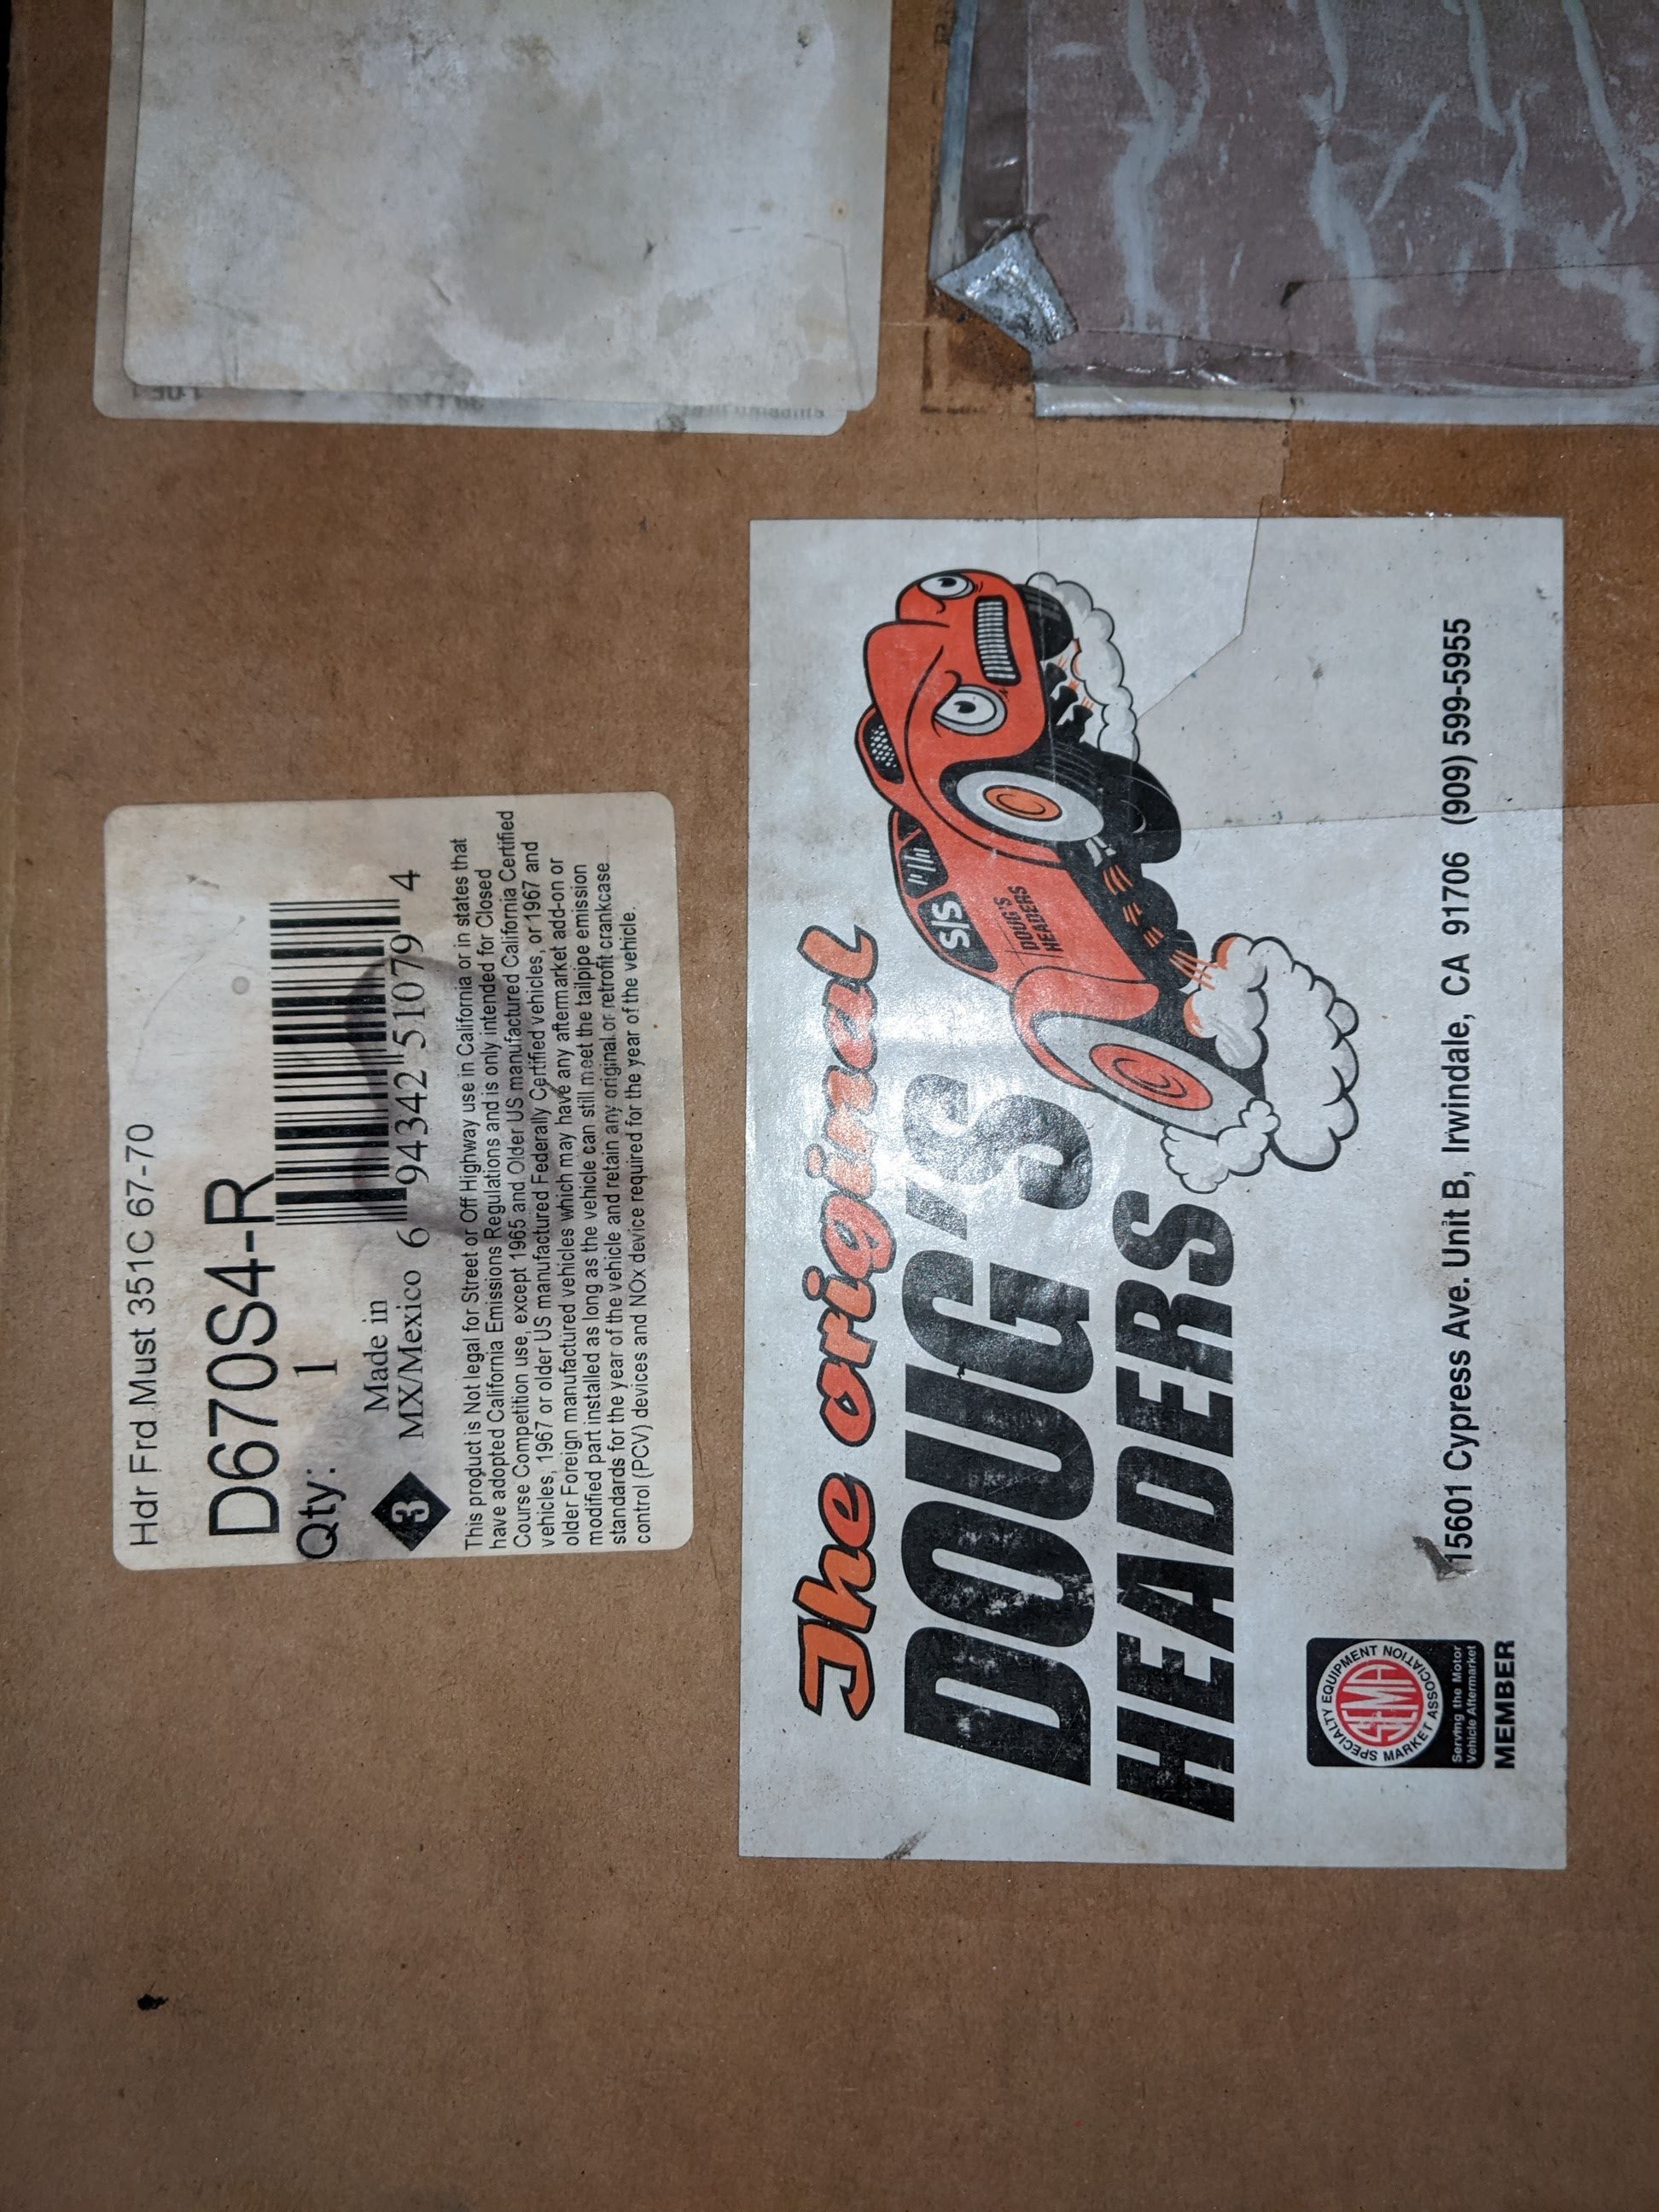 Hdr Frd Must 351C 67-70
D670S4-R
Qty: 1
Made in
MX/Mexico
3
6 94342 51079 4
This product is Not legal for Street or Off Highway use in California or in states that
have adopted California Emissions Regulations and is only intended for Closed
Course Competition use, except 1965 and Older US manufactured California Certified
vehicles, 1967 or older US manufactured Federally Certified vehicles, or 1967 and
older Foreign manufactured vehicles which may have any aftermarket add-on or
modified part installed as long as the vehicle can still meet the tailpipe emission
standards for the year of the vehicle and retain any original or retrofit crankcase
control (PCV) devices and NOx device required for the year of the vehicle.
The original
DOUG'S
HEADERS
S/S
DOUG'S
HEADERS
SPECIALTY EQUIPMENT
MARKET ASSOCIATION
SEMA
Serving the Motor
Vehicle Aftermarket
MEMBER
15601 Cypress Ave. Unit B, Irwindale, CA 91706 (909) 599-5955